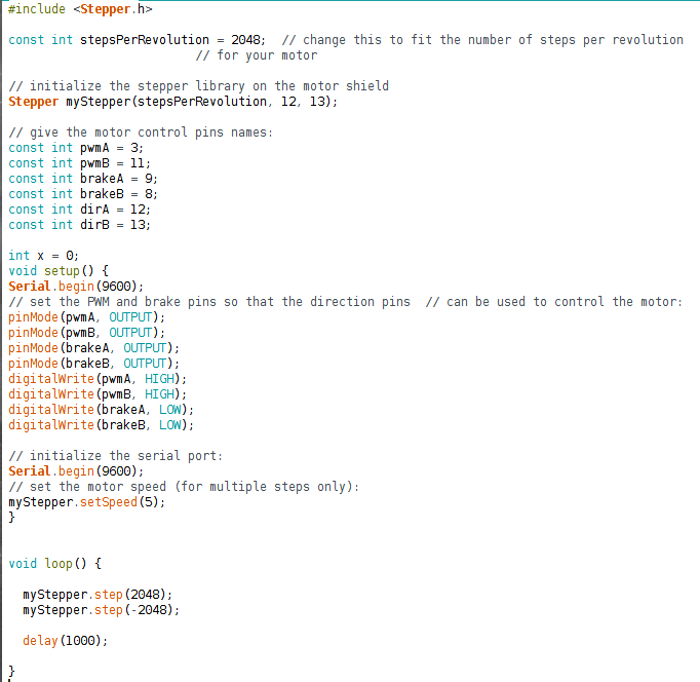 #include <Stepper.h>
const int stepsPerRevolution = 2048;  // change this to fit the number of steps per revolution
// for your motor
// initialize the stepper library on the motor shield
Stepper myStepper(stepsPerRevolution, 12, 13);
// give the motor control pins names:
const int pwmA = 3;
const int pwmB = 11;
const int brakeA = 9;
const int brakeB = 8;
const int dirA = 12;
const int dirB = 13;
int x = 0;
void setup() {
Serial.begin(9600);
// set the PWM and brake pins so that the direction pins  // can be used to control the motor:
pinMode(pwmA, OUTPUT);
pinMode(pwmB, OUTPUT);
pinMode(brakeA, OUTPUT);
pinMode(brakeB, OUTPUT);
digitalWrite(pwmA, HIGH);
digitalWrite(pwmB, HIGH);
digitalWrite(brakeA, LOW);
digitalWrite(brakeB, LOW);
// initialize the serial port:
Serial.begin(9600);
// set the motor speed (for multiple steps only):
myStepper.setSpeed(5);
}
void loop() {
myStepper.step(2048);
myStepper.step(-2048);
delay(1000);
}